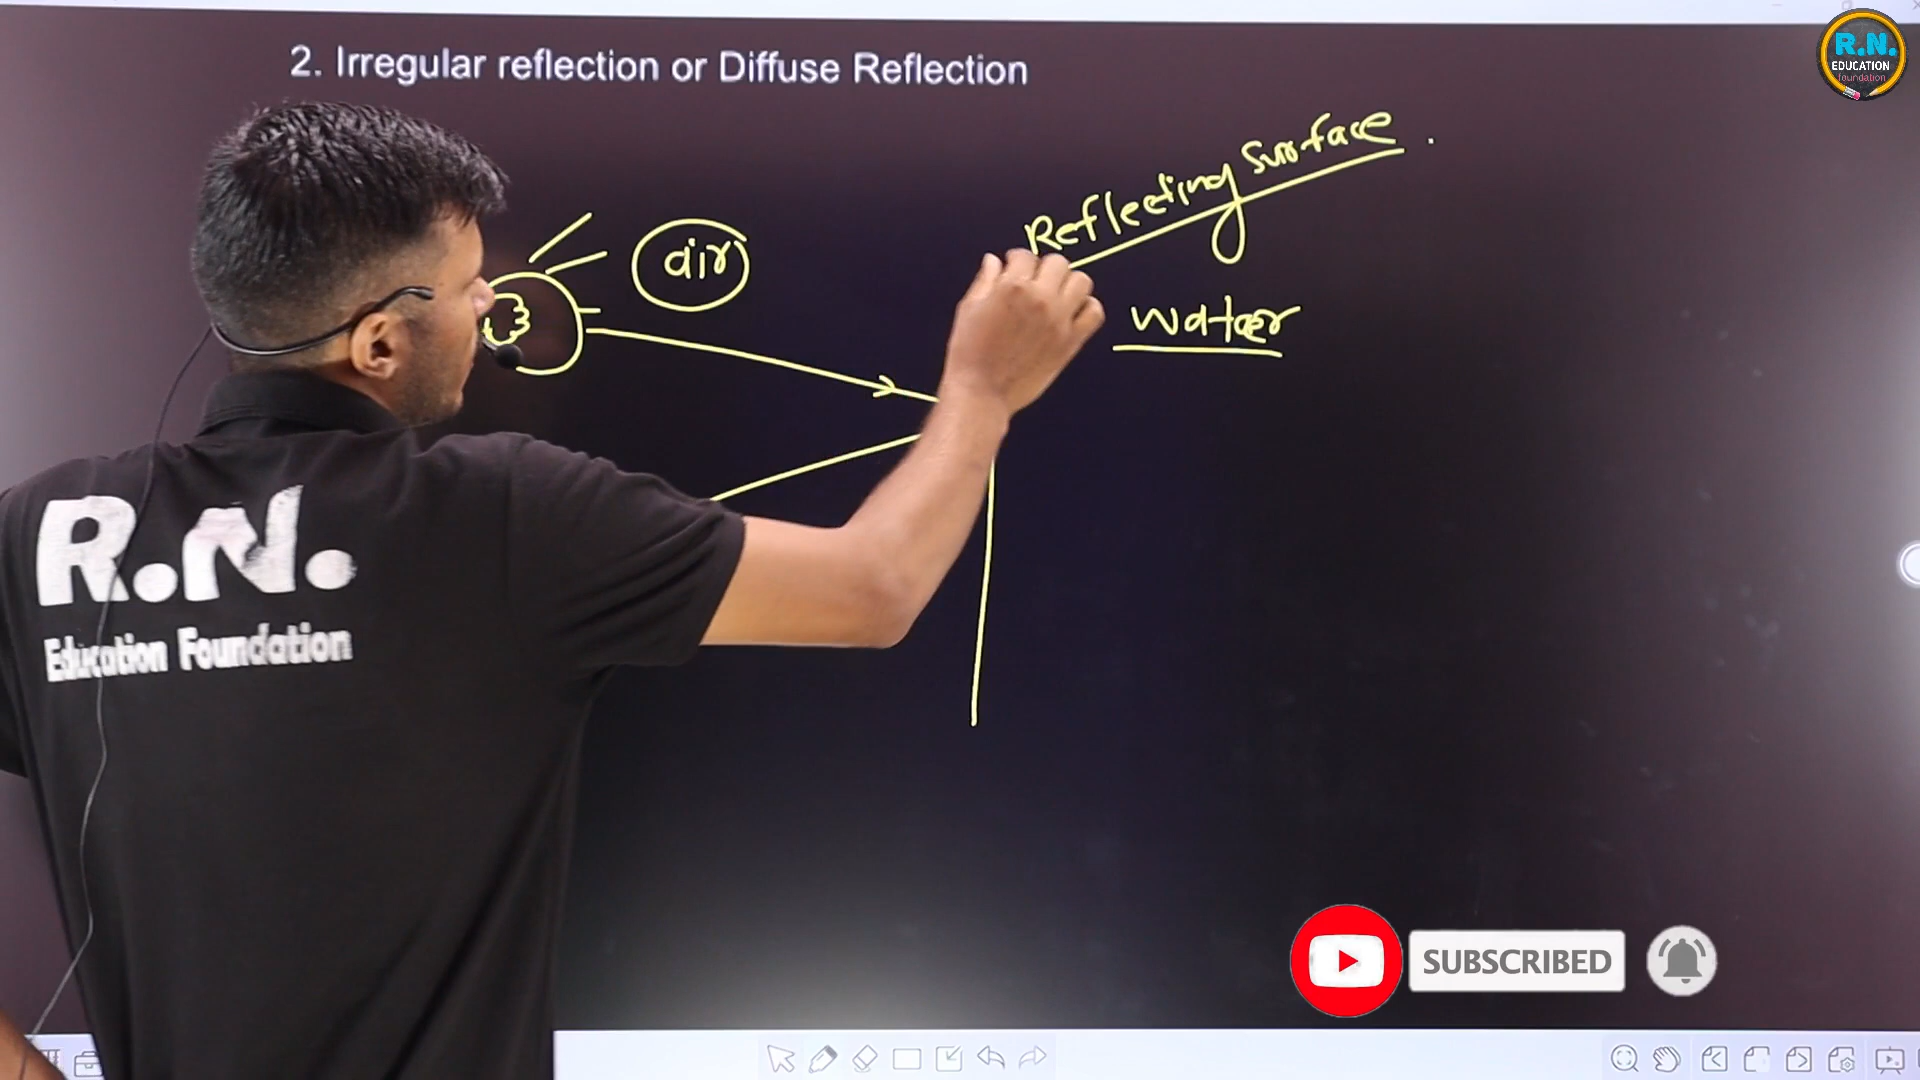 2. Irregular reflection or Diffuse Reflection
R.N.
EDUCATION
foundation
Reflecting Surface .
air
water
R.N.
Education Foundation
SUBSCRIBED